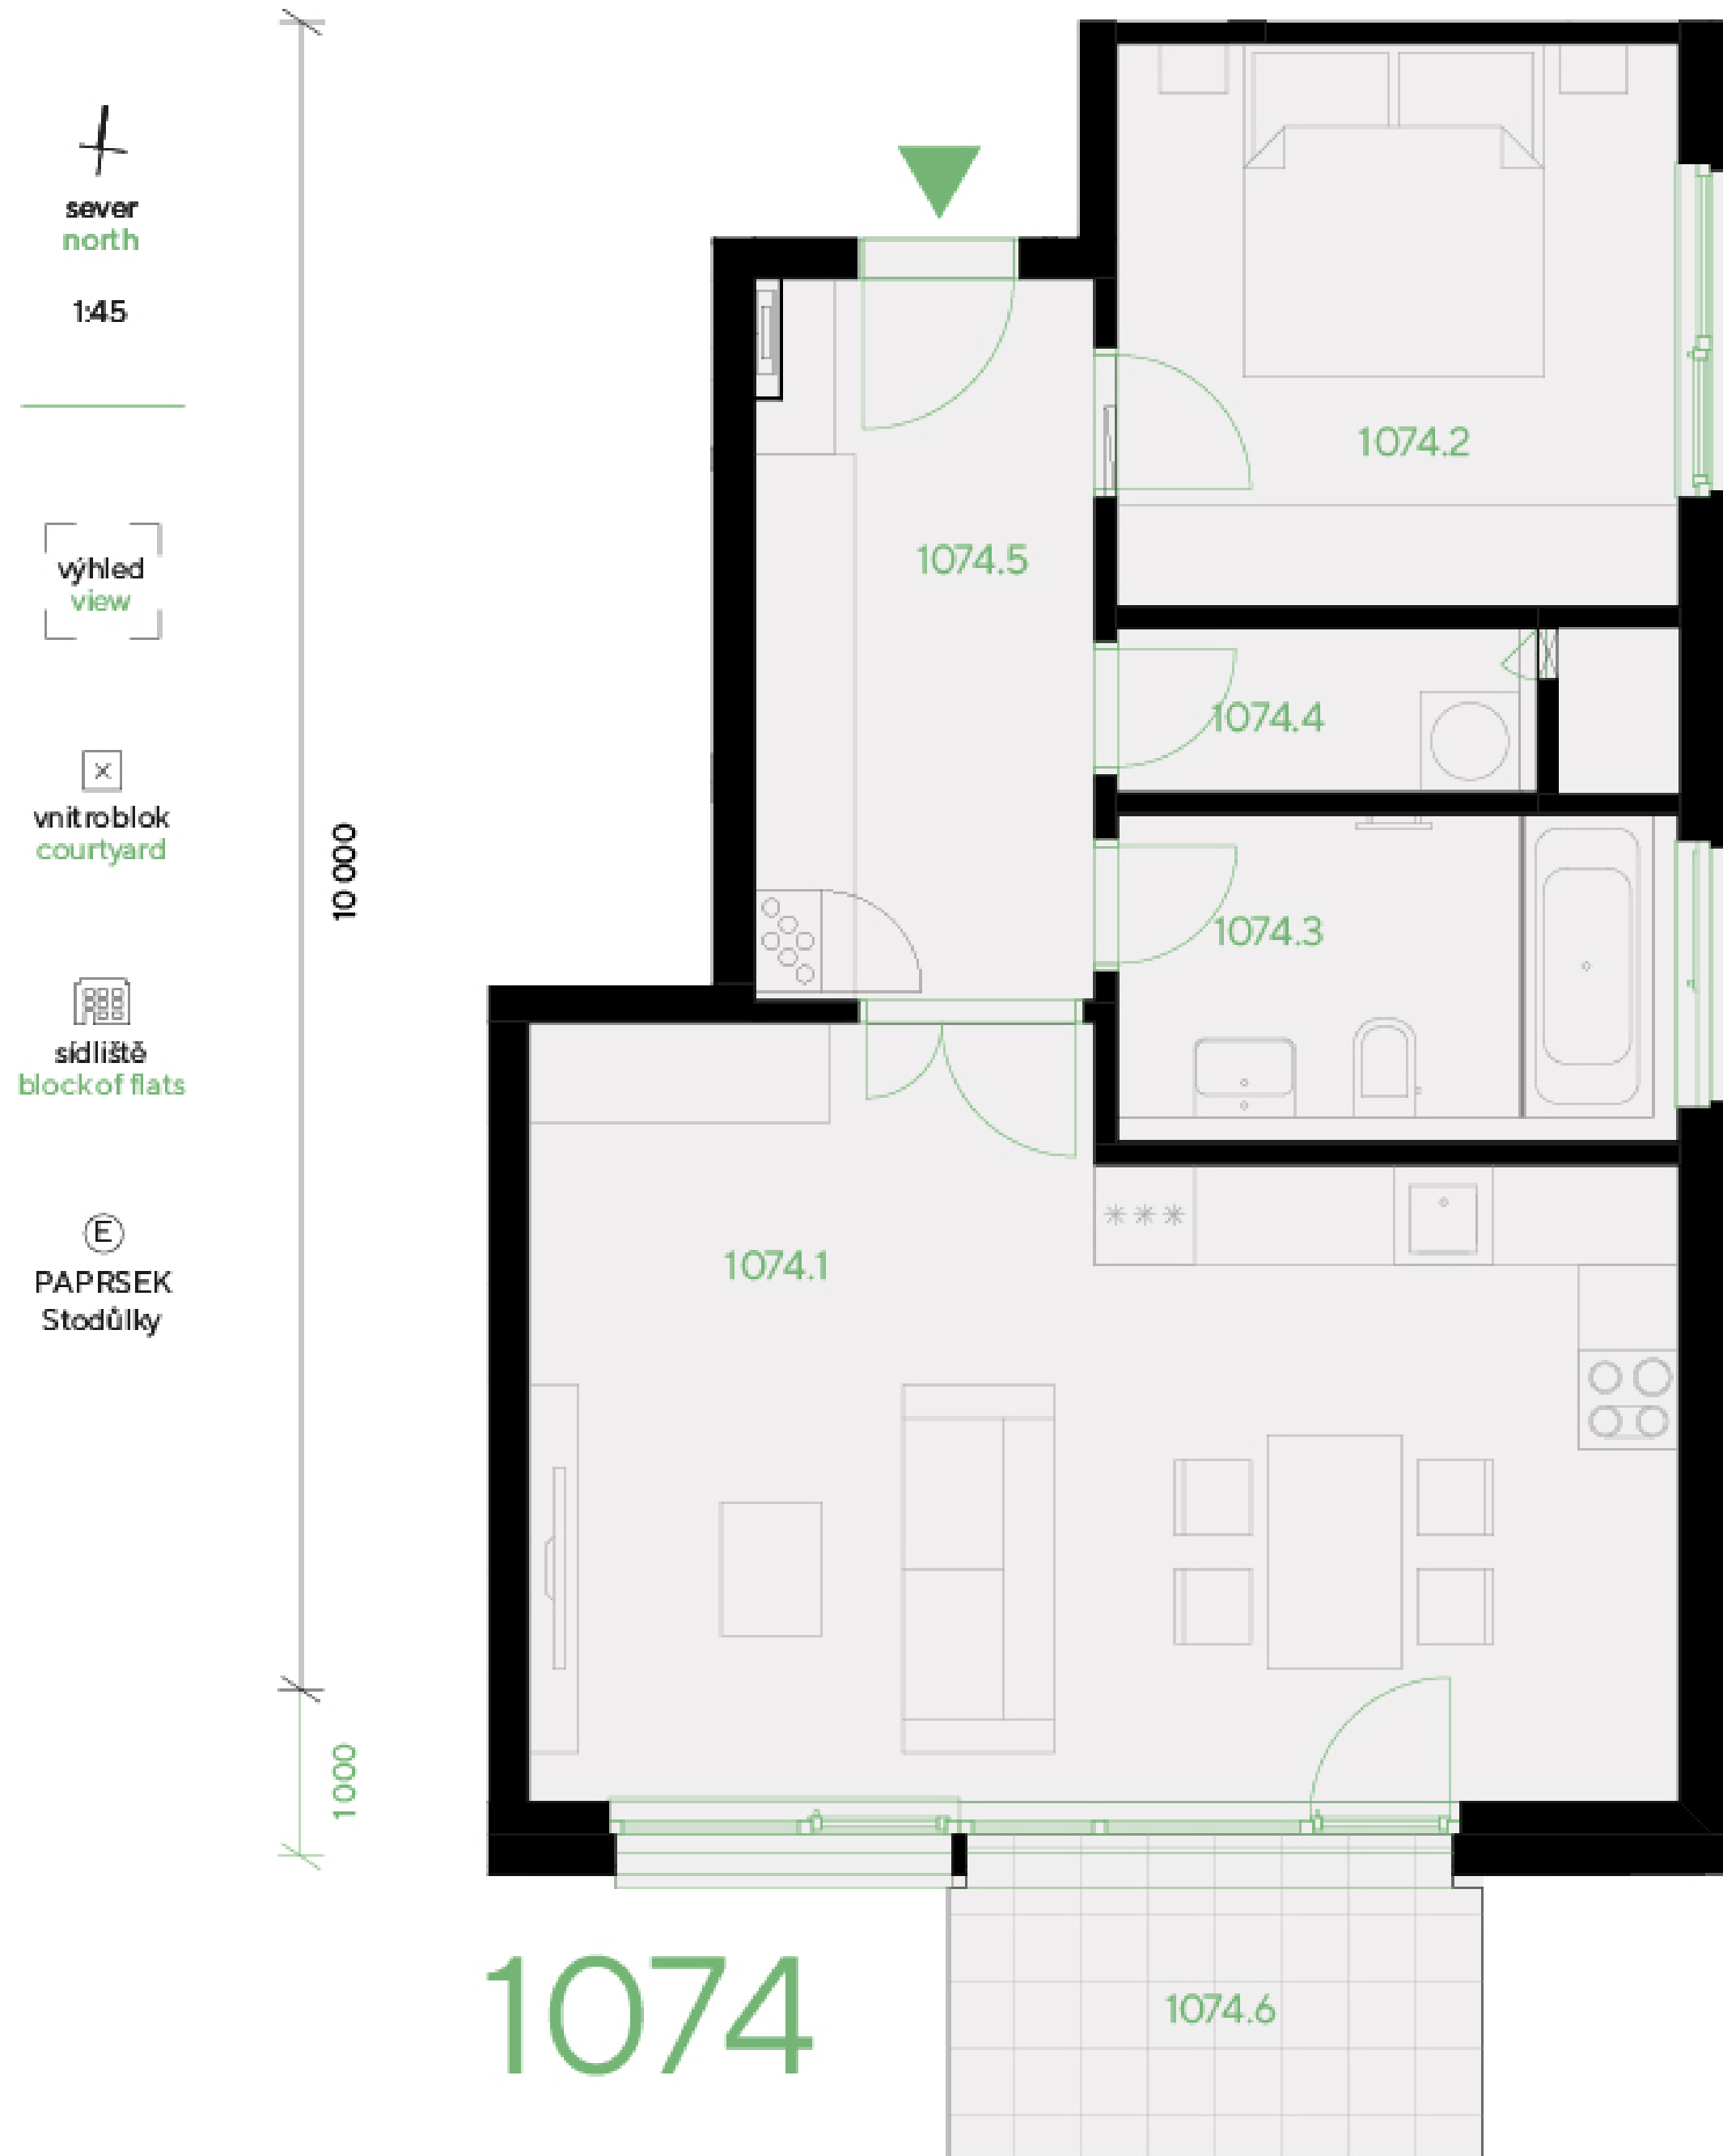 sever
north
1:45
výhled
view
vnitroblok
courtyard
sídliště
block of flats
E
PAPRSEK
Stodůlky
10 000
1000
1074.2
1074.5
1074.4
1074.3
1074.1
1074
1074.6